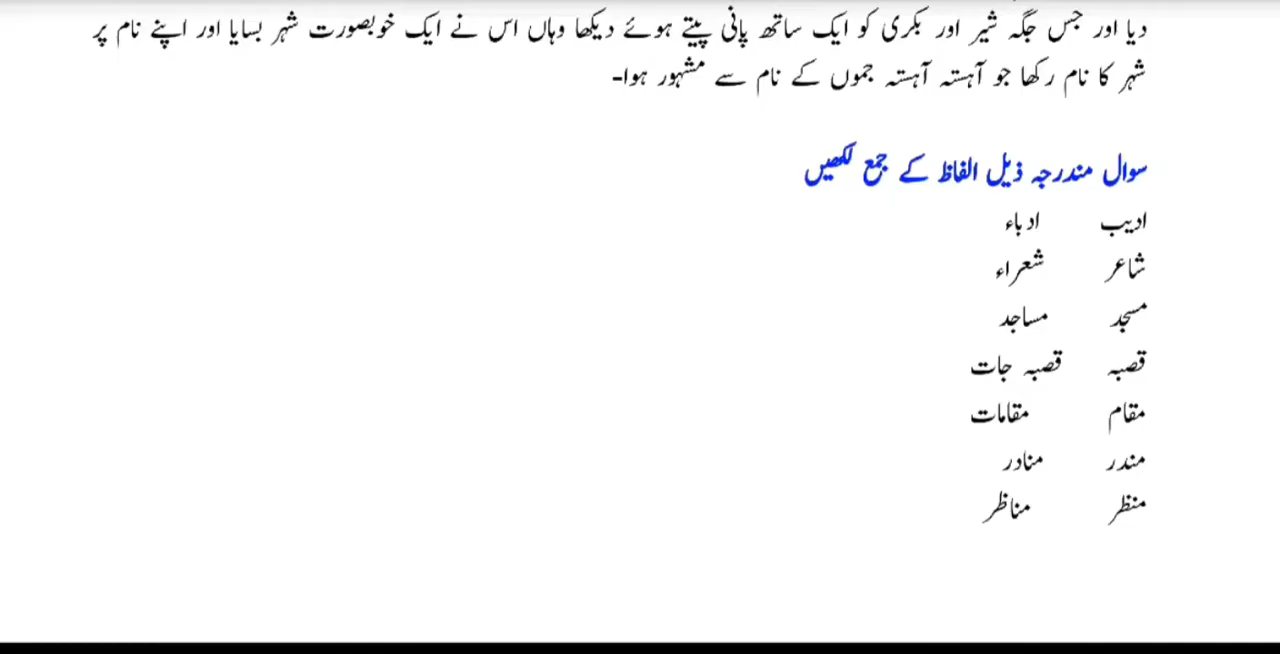 دیا اور جس جگہ شیر اور بکری کو ایک ساتھ پانی پیتے ہوئے دیکھا وہاں اس نے ایک خوبصورت شہر بسایا اور اپنے نام پر
شہر کا نام رکھا جو آہستہ آہستہ جموں کے نام سے مشہور ہوا-
سوال مندرجہ ذیل الفاظ کے جمع لکھیں
ادیب ادباء
شاعر شعراء
مسجد مساجد
قصبہ قصبہ جات
مقام مقامات
مندر منادر
منظر مناظر